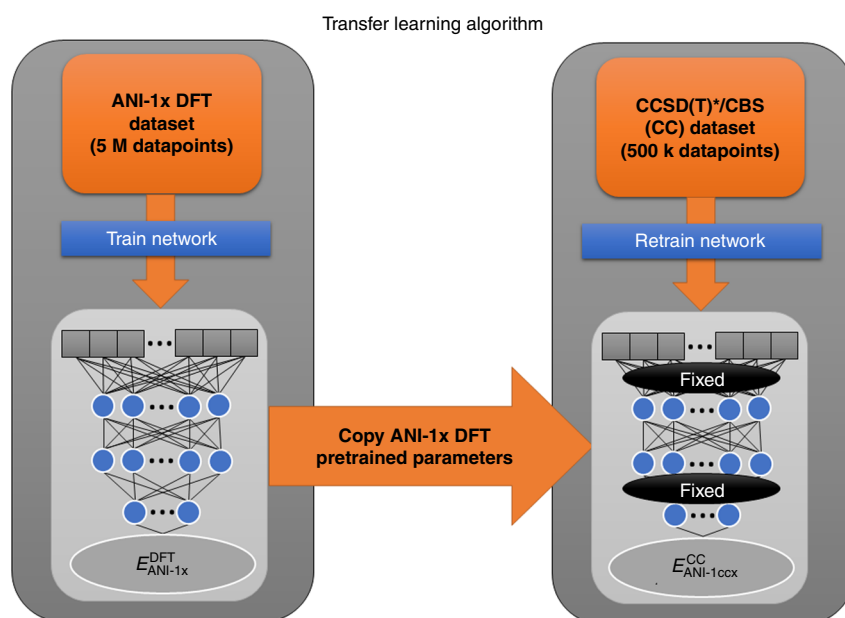 Transfer learning algorithm
ANI-1x DFT
dataset
(5 M datapoints)
Train network
E^DFT_ANI-1x
Copy ANI-1x DFT
pretrained parameters
CCSD(T)*/CBS
(CC) dataset
(500 k datapoints)
Retrain network
Fixed
Fixed
E^CC_ANI-1ccx